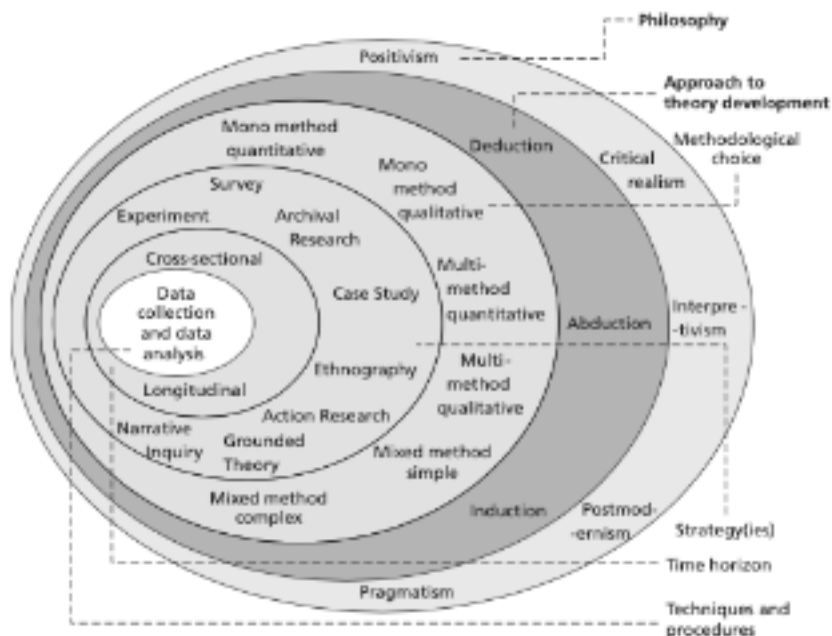 Philosophy
Positivism
Approach to
theory development
Mono method
quantitative
Deduction
Methodological
choice
Critical
realism
Mono
method
qualitative
Survey
Experiment
Archival
Research
Cross-sectional
Multi-
method
quantitative
Data
collection
and data
analysis
Case Study
Abduction
Interpre-
-tivism
Ethnography
Multi-
method
qualitative
Longitudinal
Action Research
Narrative
Inquiry
Grounded
Theory
Mixed method
simple
Mixed method
complex
Induction
Postmod-
-ernism
Strategy(ies)
Time horizon
Pragmatism
Techniques and
procedures